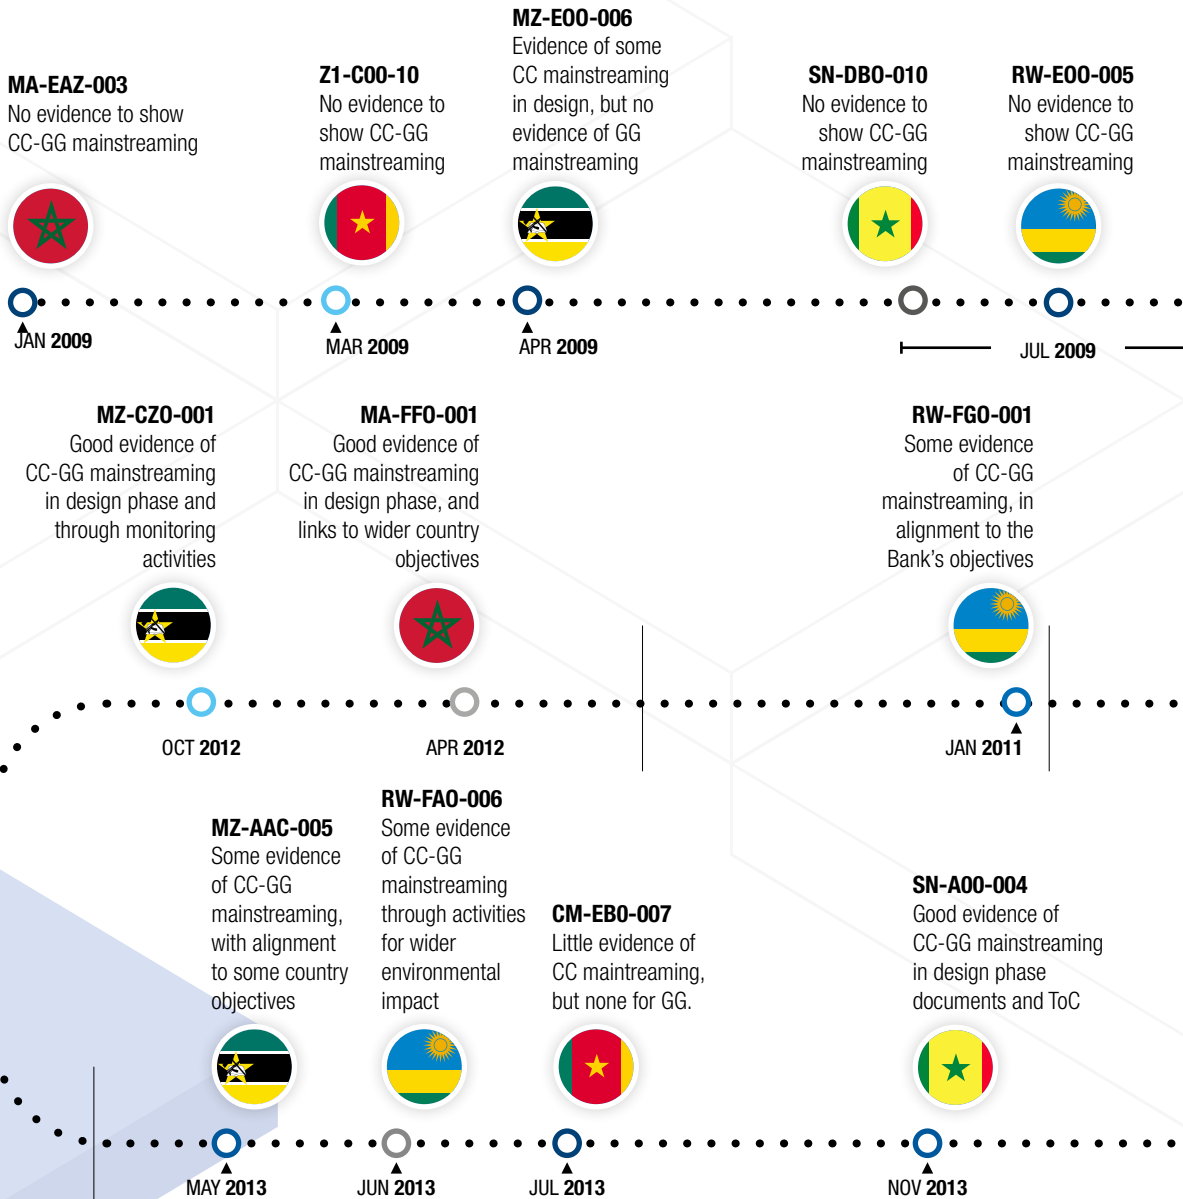 MA-EAZ-003
No evidence to show
CC-GG mainstreaming
Z1-C00-10
No evidence to
show CC-GG
mainstreaming
MZ-E00-006
Evidence of some
CC mainstreaming
in design, but no
evidence of GG
mainstreaming
SN-DB0-010
No evidence to
show CC-GG
mainstreaming
RW-E00-005
No evidence to
show CC-GG
mainstreaming
JAN 2009
MAR 2009
APR 2009
JUL 2009
MZ-CZ0-001
Good evidence of
CC-GG mainstreaming
in design phase and
through monitoring
activities
MA-FF0-001
Good evidence of
CC-GG mainstreaming
in design phase, and
links to wider country
objectives
RW-FG0-001
Some evidence
of CC-GG
mainstreaming, in
alignment to the
Bank's objectives
OCT 2012
APR 2012
JAN 2011
MZ-AAC-005
Some evidence
of CC-GG
mainstreaming,
with alignment
to some country
objectives
RW-FA0-006
Some evidence
of CC-GG
mainstreaming
through activities
for wider
environmental
impact
CM-EB0-007
Little evidence of
CC maintreaming,
but none for GG.
SN-A00-004
Good evidence of
CC-GG mainstreaming
in design phase
documents and ToC
MAY 2013
JUN 2013
JUL 2013
NOV 2013